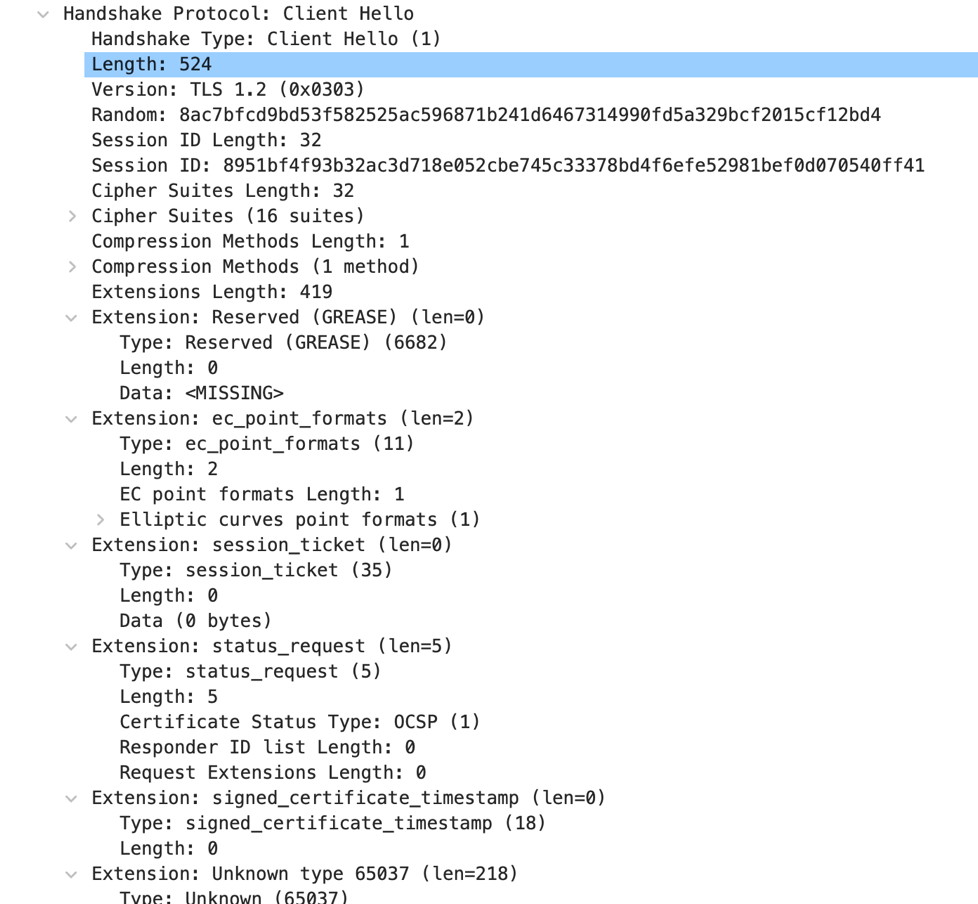 Handshake Protocol: Client Hello
Handshake Type: Client Hello (1)
Length: 524
Version: TLS 1.2 (0x0303)
Random: 8ac7bfcd9bd53f582525ac596871b241d6467314990fd5a329bcf2015cf12bd4
Session ID Length: 32
Session ID: 8951bf4f93b32ac3d718e052cbe745c33378bd4f6efe52981bef0d070540ff41
Cipher Suites Length: 32
Cipher Suites (16 suites)
Compression Methods Length: 1
Compression Methods (1 method)
Extensions Length: 419
Extension: Reserved (GREASE) (len=0)
Type: Reserved (GREASE) (6682)
Length: 0
Data: <MISSING>
Extension: ec_point_formats (len=2)
Type: ec_point_formats (11)
Length: 2
EC point formats Length: 1
Elliptic curves point formats (1)
Extension: session_ticket (len=0)
Type: session_ticket (35)
Length: 0
Data (0 bytes)
Extension: status_request (len=5)
Type: status_request (5)
Length: 5
Certificate Status Type: OCSP (1)
Responder ID list Length: 0
Request Extensions Length: 0
Extension: signed_certificate_timestamp (len=0)
Type: signed_certificate_timestamp (18)
Length: 0
Extension: Unknown type 65037 (len=218)
Type: Unknown (65037)